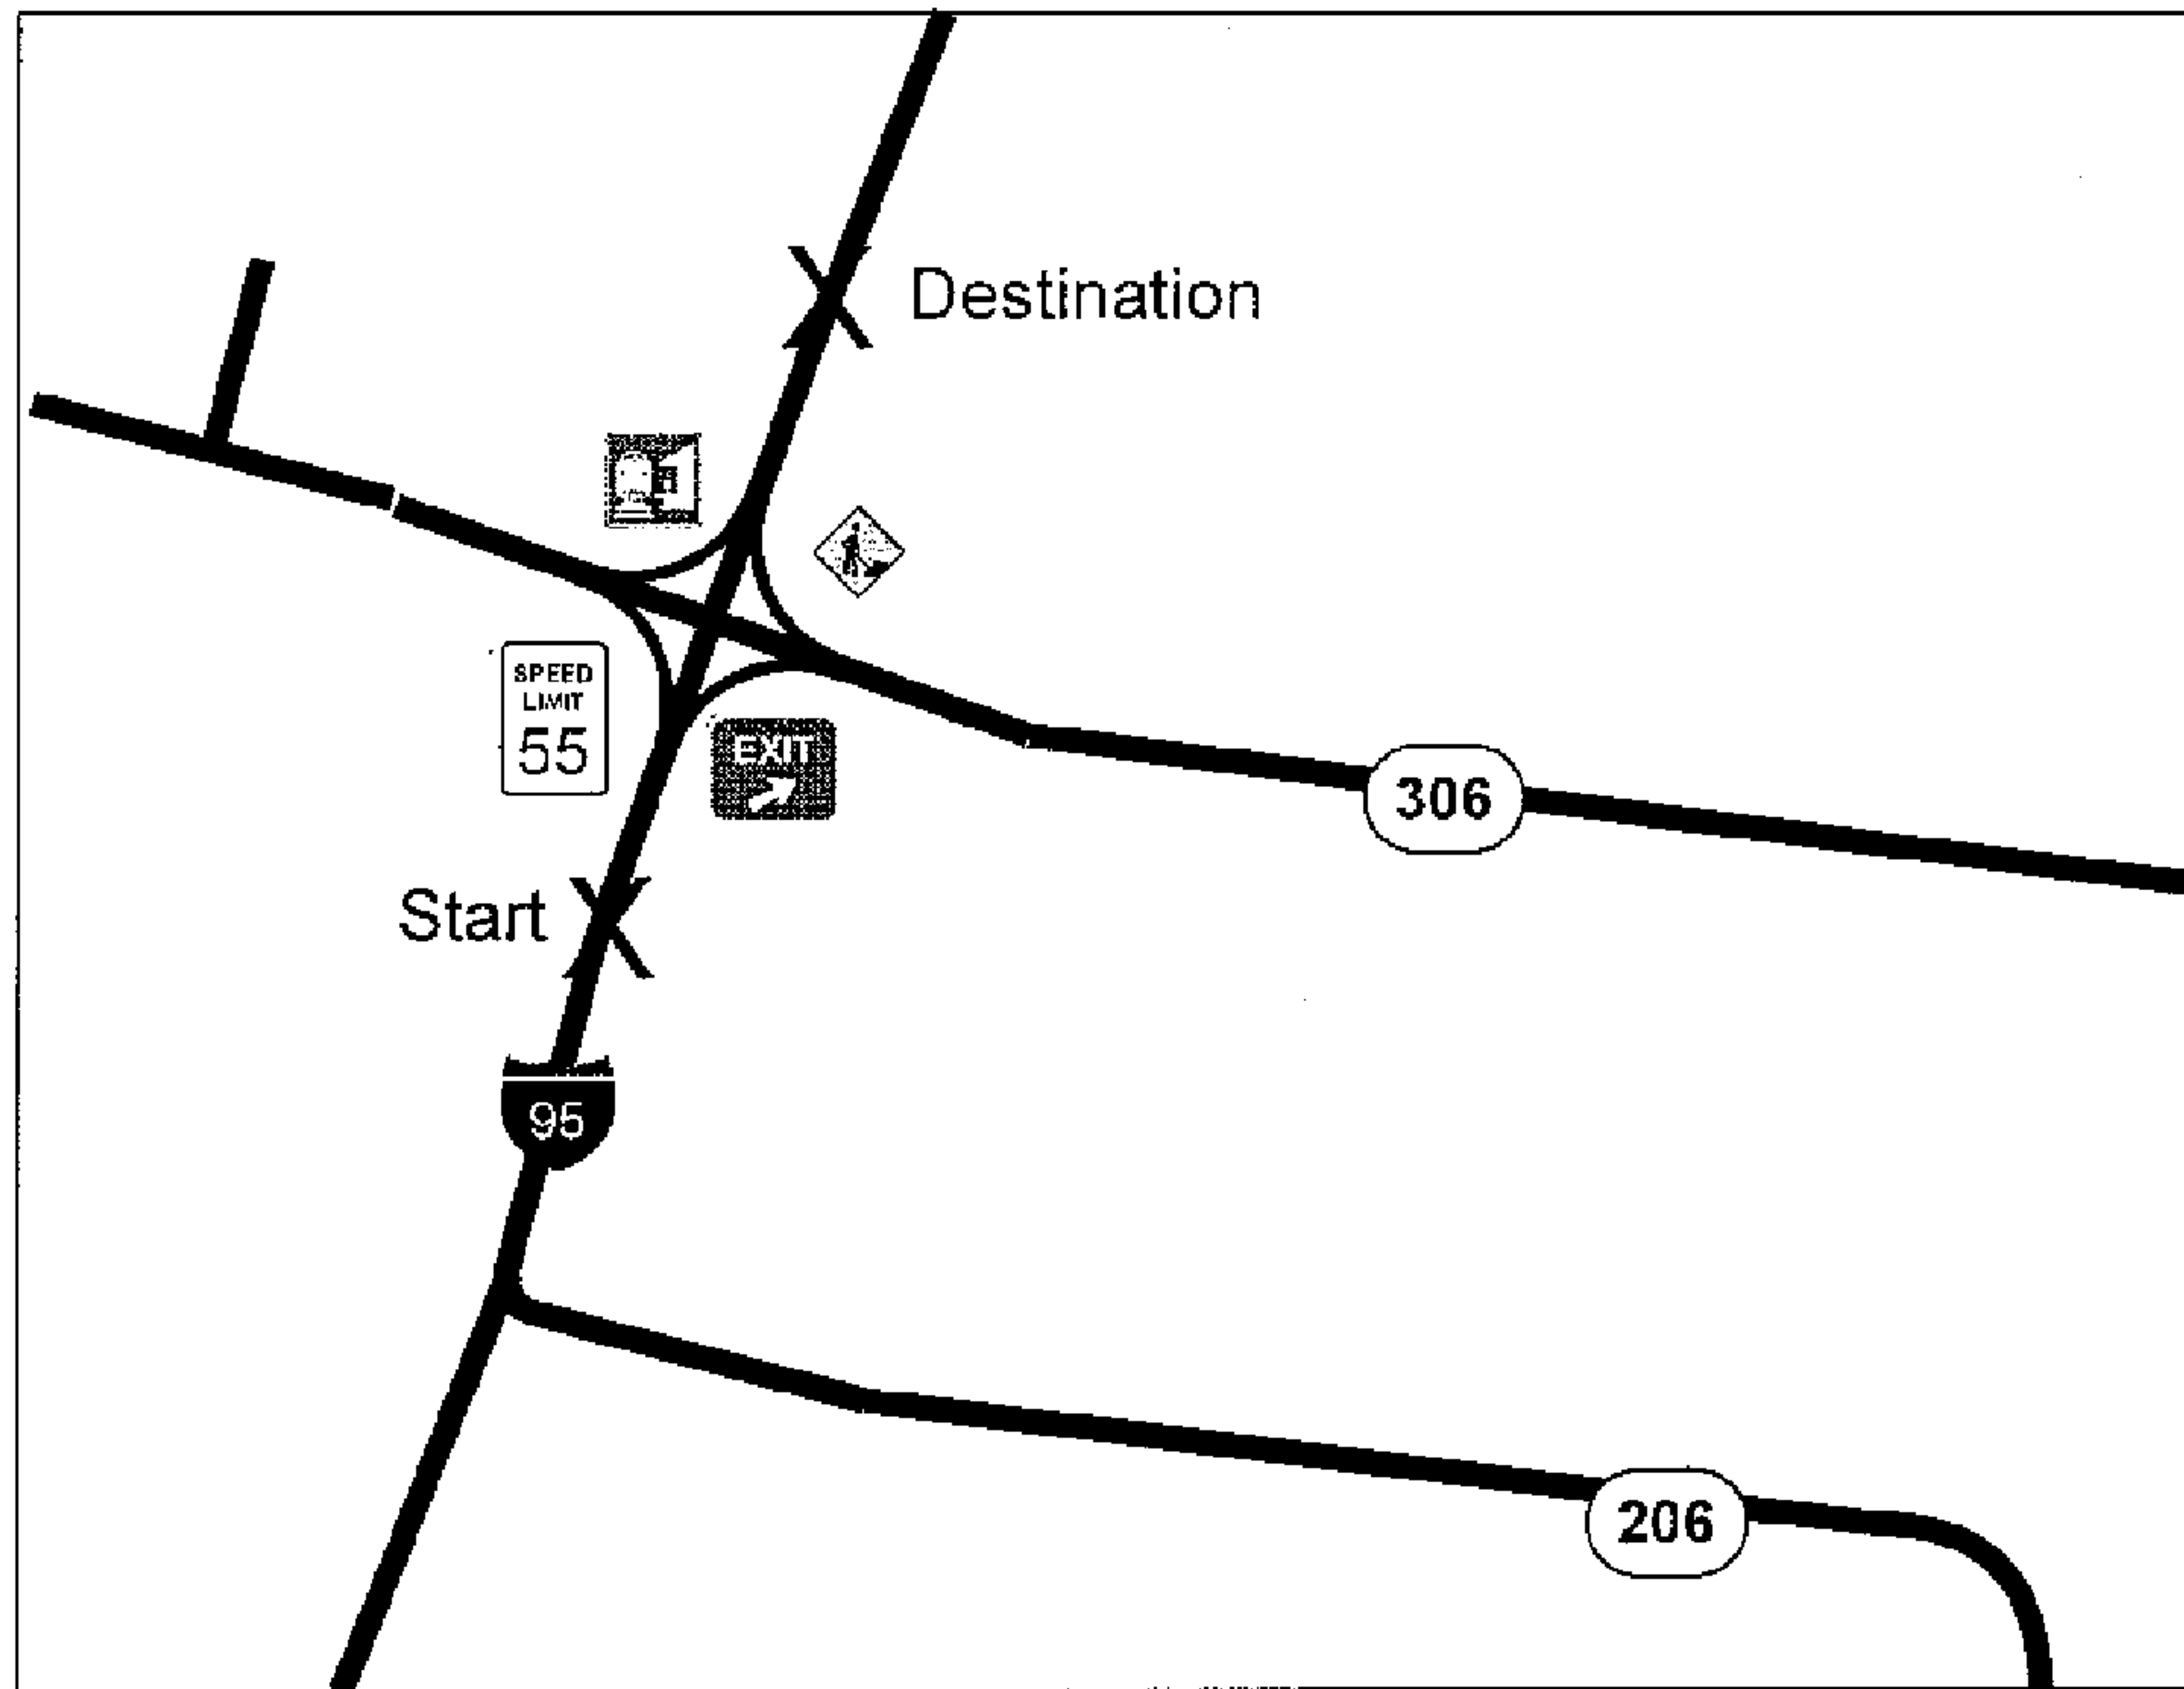 Destination
SPEED
LIMIT
55
EXIT
306
Start
95
206